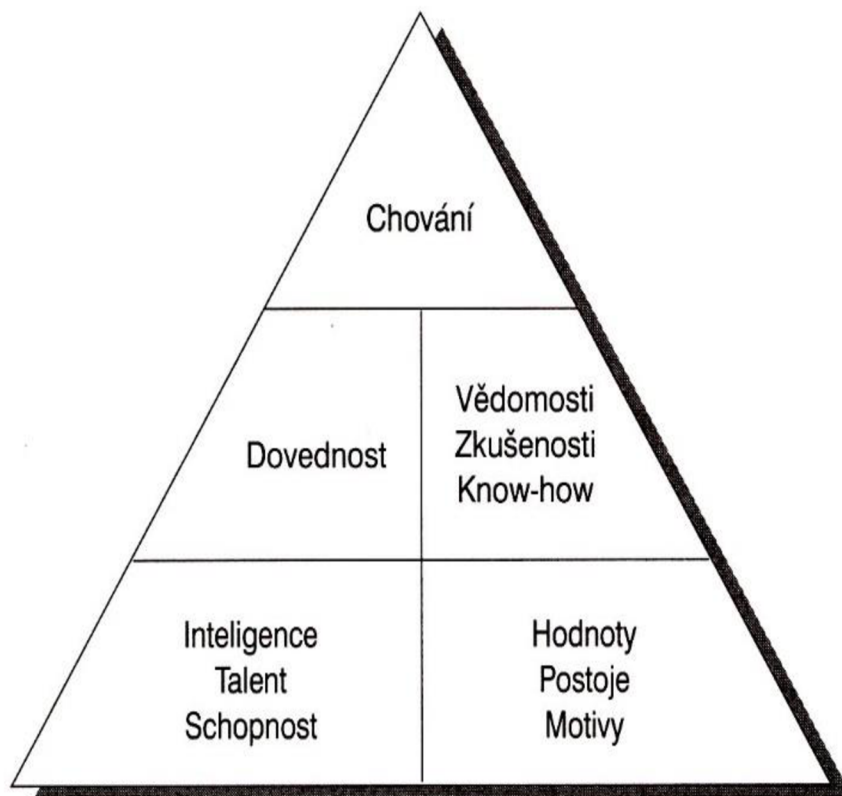 Chování
Dovednost
Vědomosti
Zkušenosti
Know-how
Inteligence
Talent
Schopnost
Hodnoty
Postoje
Motivy